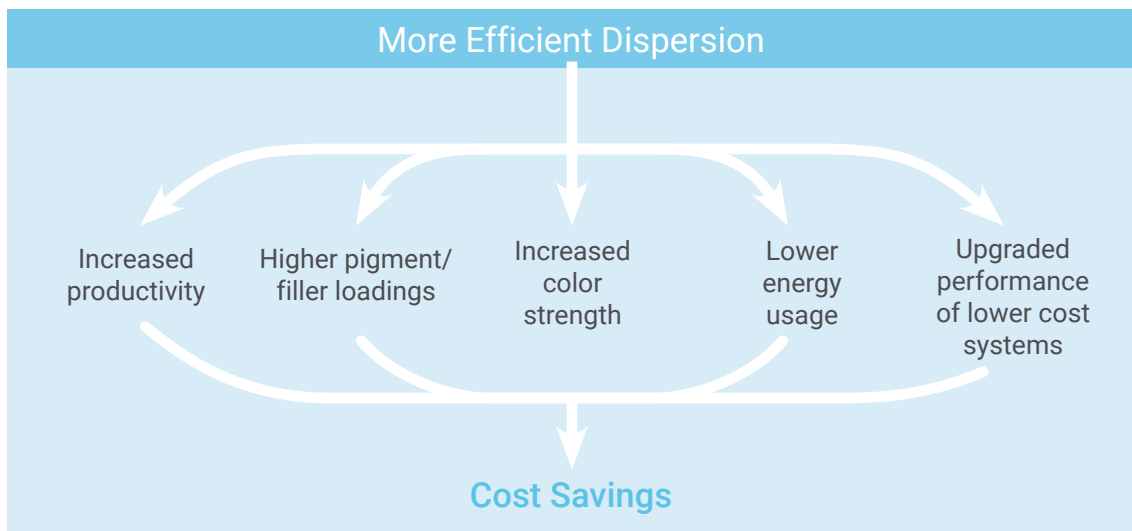 More Efficient Dispersion
Increased
productivity
Higher pigment/
filler loadings
Increased
color
strength
Lower
energy
usage
Upgraded
performance
of lower cost
systems
Cost Savings